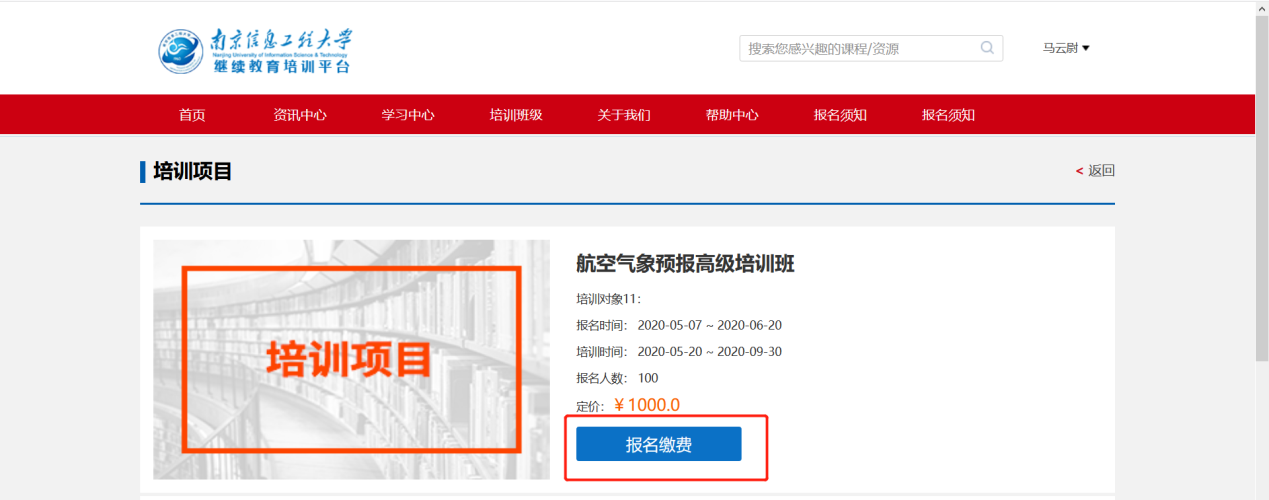 南京信息工程大学
Nanjing University of Information Science & Technology
继续教育培训平台
搜索您感兴趣的课程/资源
马云尉
首页 资讯中心 学习中心 培训班级 关于我们 帮助中心 报名须知 报名须知
培训项目
< 返回
培训项目
航空气象预报高级培训班
培训对象11：
报名时间： 2020-05-07 ~ 2020-06-20
培训时间： 2020-05-20 ~ 2020-09-30
报名人数： 100
定价： ￥1000.0
报名缴费